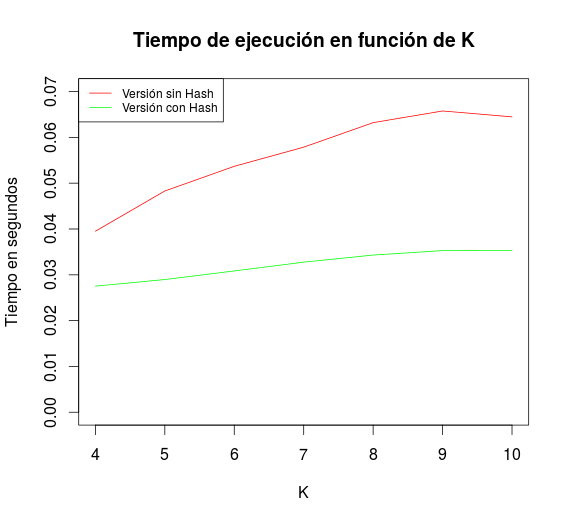 Tiempo de ejecución en función de K
Versión sin Hash
Versión con Hash
Tiempo en segundos
0.07
0.06
0.05
0.04
0.03
0.02
0.01
0.00
4 5 6 7 8 9 10
K